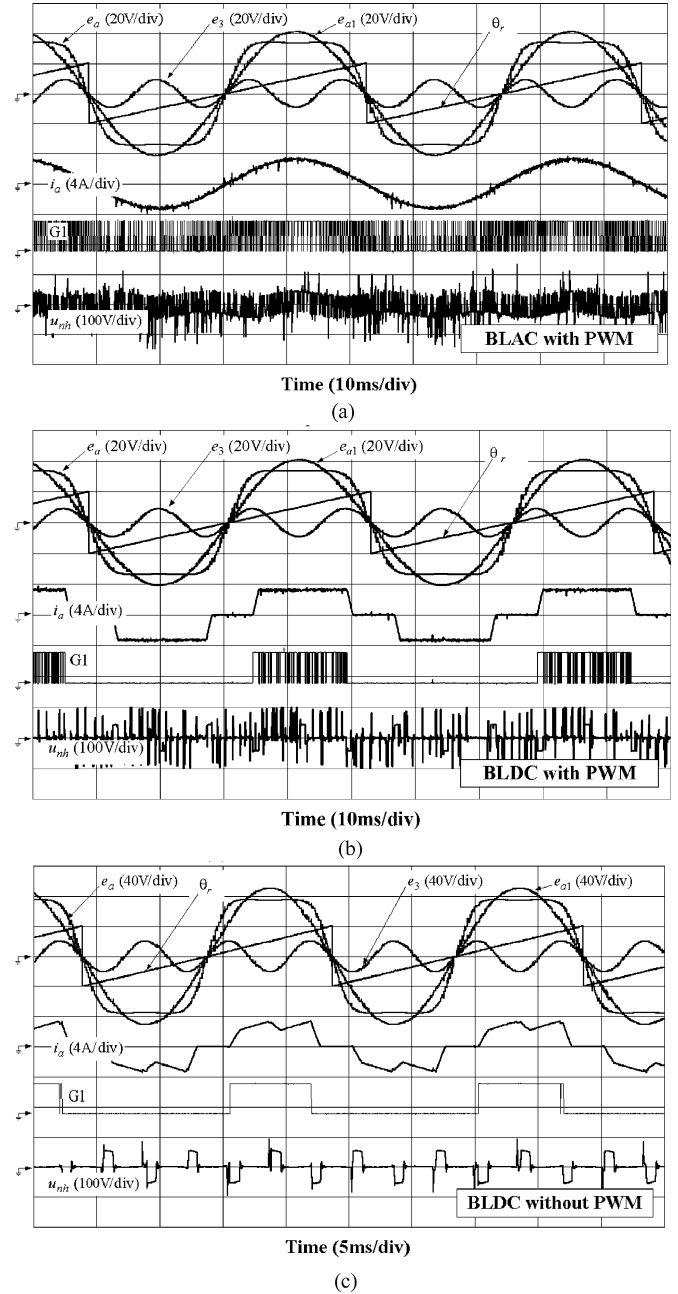 e_a (20V/div) e_3 (20V/div) e_a1 (20V/div) θ_r
i_a (4A/div)
G1
u_nh (100V/div)
BLAC with PWM
Time (10ms/div)
(a)
e_a (20V/div) e_3 (20V/div) e_a1 (20V/div) θ_r
i_a (4A/div)
G1
u_nh (100V/div)
BLDC with PWM
Time (10ms/div)
(b)
e_a (40V/div) θ_r e_3 (40V/div) e_a1 (40V/div)
i_a (4A/div)
G1
u_nh (100V/div)
BLDC without PWM
Time (5ms/div)
(c)